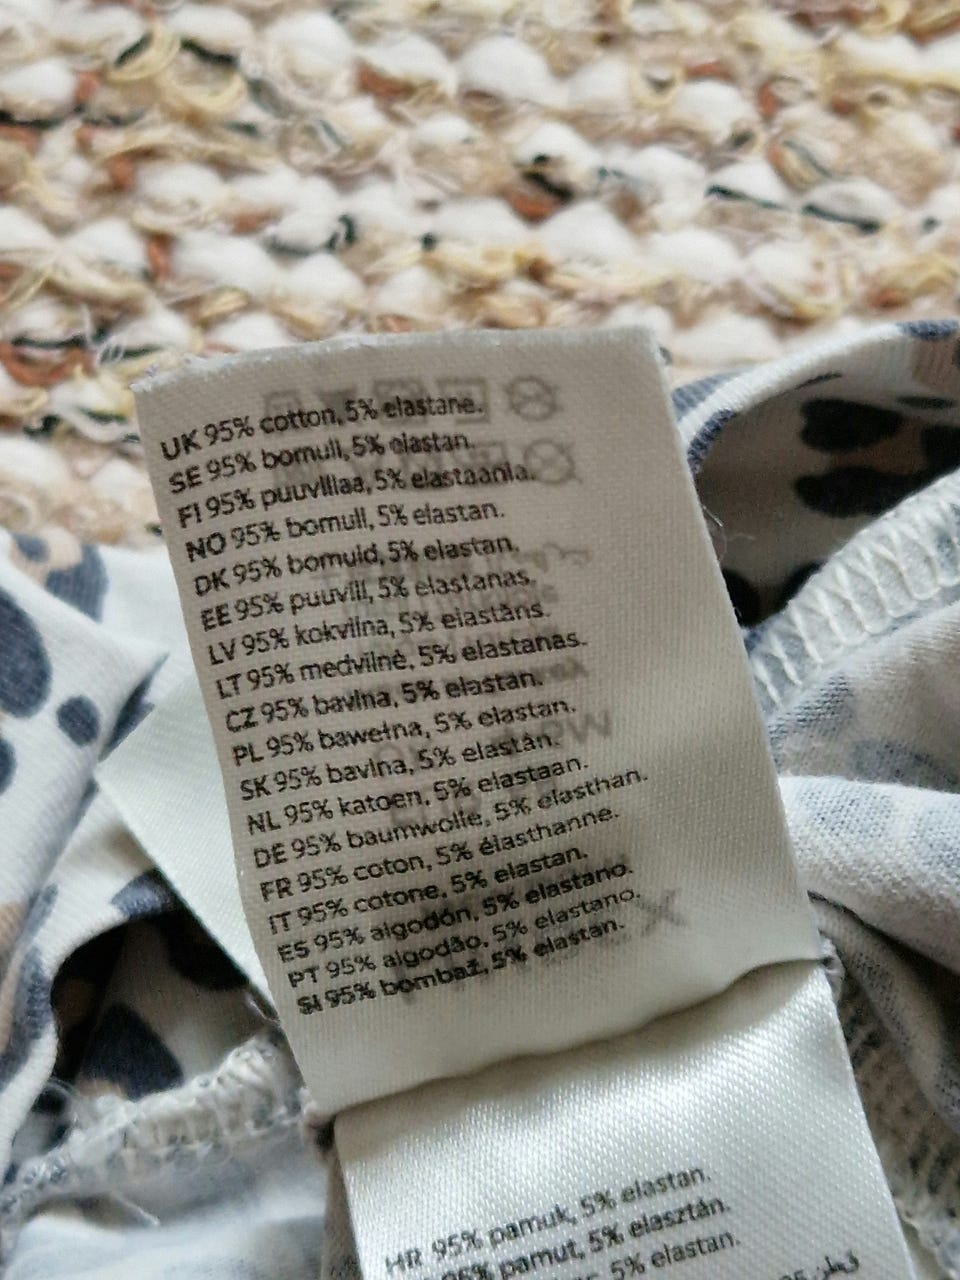 UK 95% cotton, 5% elastane.
SE 95% bomull, 5% elastan.
FI 95% puuvillaa, 5% elastaania.
NO 95% bomull, 5% elastan.
DK 95% bomuld, 5% elastan.
EE 95% puuvill, 5% elastanas.
LV 95% kokvilna, 5% elastāns.
LT 95% medvilnė, 5% elastanas.
CZ 95% bavlna, 5% elastan.
PL 95% bawełna, 5% elastan.
SK 95% bavlna, 5% elastán.
NL 95% katoen, 5% elastaan.
DE 95% baumwolle, 5% elasthan.
FR 95% coton, 5% élasthanne.
IT 95% cotone, 5% elastan.
ES 95% algodón, 5% elastano.
PT 95% algodão, 5% elastano.
SI 95% bombaž, 5% elastan.
HR 95% pamuk, 5% elastan.
95% pamut, 5% elasztán.
5% elastan.